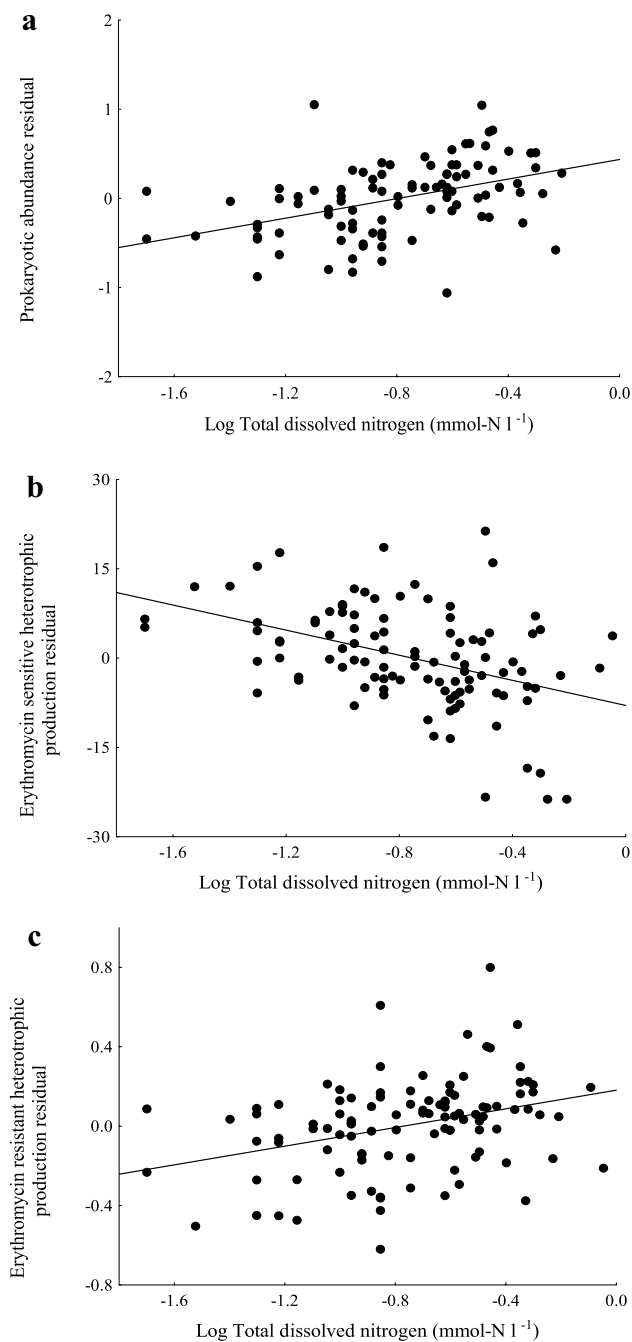 a
Prokaryotic abundance residual
2
1
0
-1
-2
-1.6 -1.2 -0.8 -0.4 0.0
Log Total dissolved nitrogen (mmol-N l⁻¹)
b
Erythromycin sensitive heterotrophic
production residual
30
15
0
-15
-30
-1.6 -1.2 -0.8 -0.4 0
Log Total dissolved nitrogen (mmol-N l⁻¹)
c
Erythromycin resistant heterotrophic
production residual
0.8
0.4
0.0
-0.4
-0.8
-1.6 -1.2 -0.8 -0.4 0.0
Log Total dissolved nitrogen (mmol-N l⁻¹)